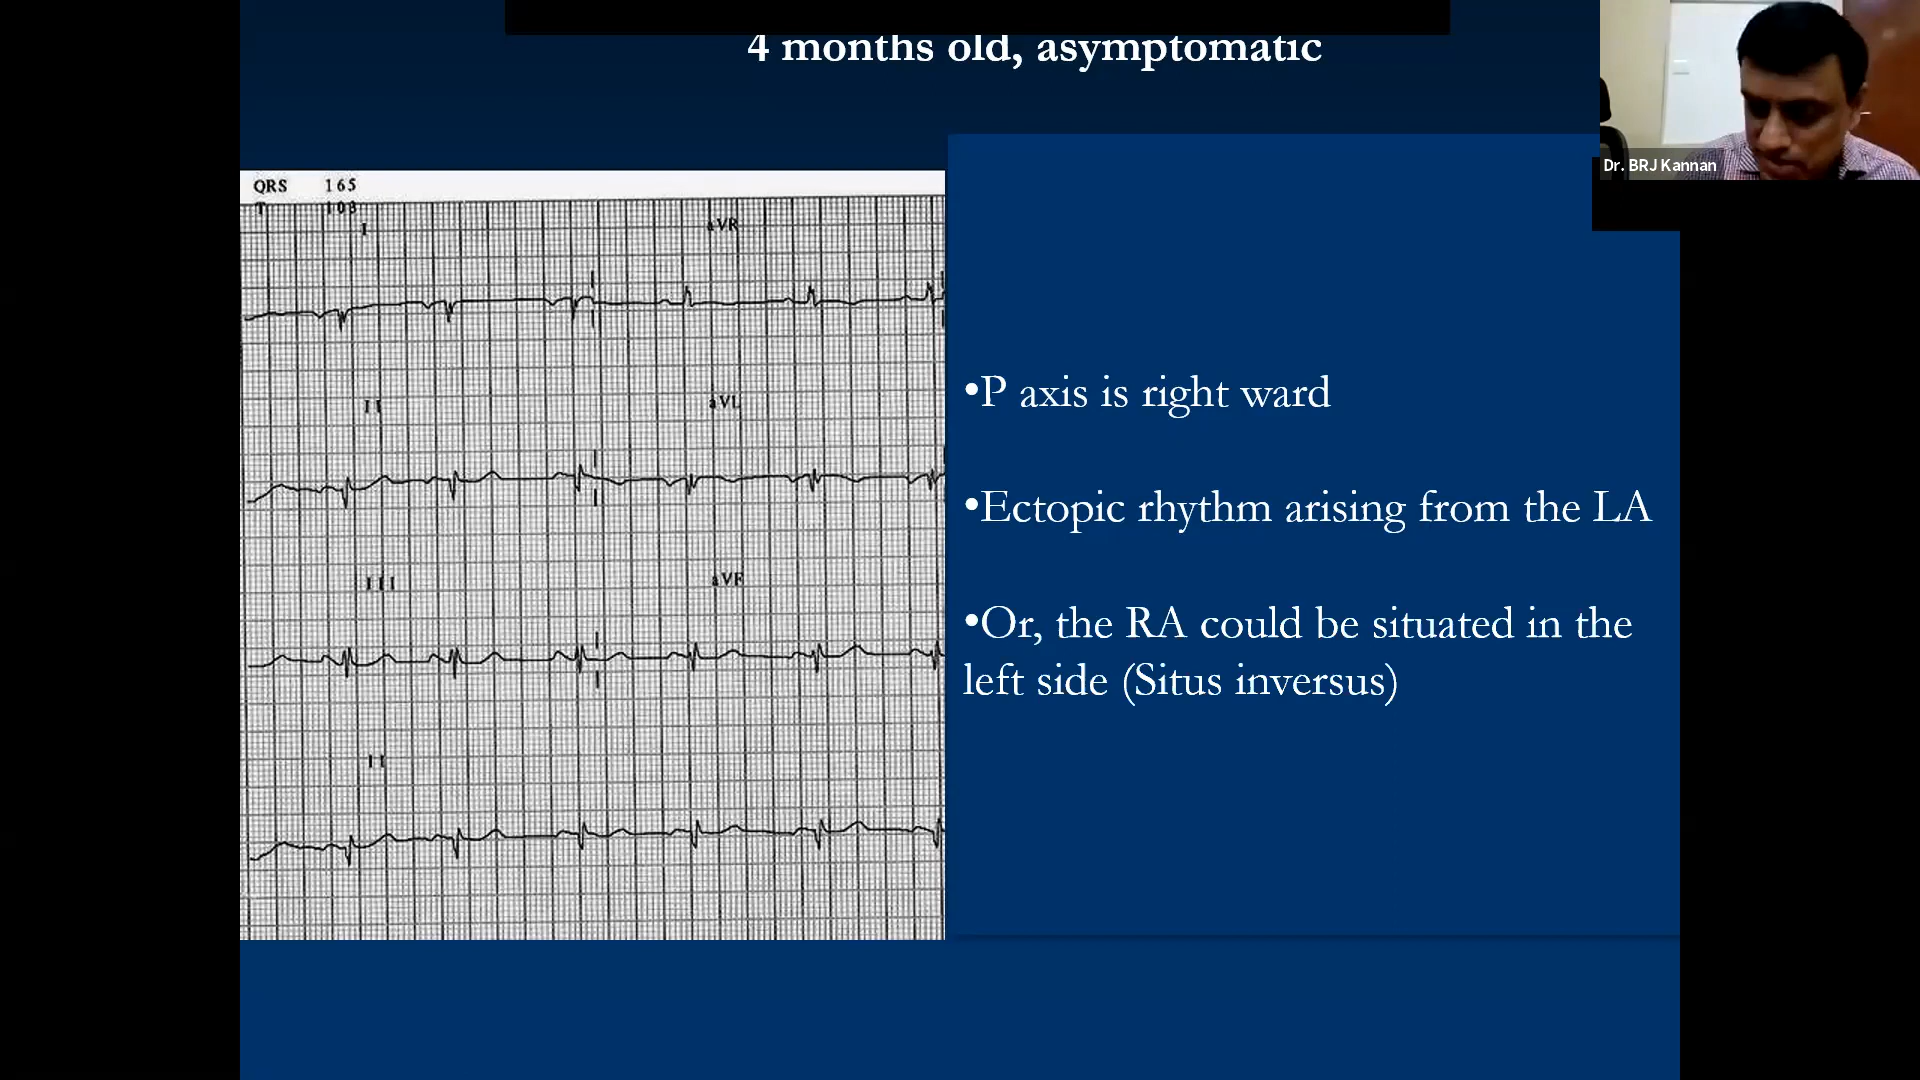 4 months old, asymptomatic
Dr. BRJ Kannan
QRS 165
T 108
I
aVR
II
aVL
III
aVF
II
•P axis is right ward
•Ectopic rhythm arising from the LA
•Or, the RA could be situated in the
left side (Situs inversus)